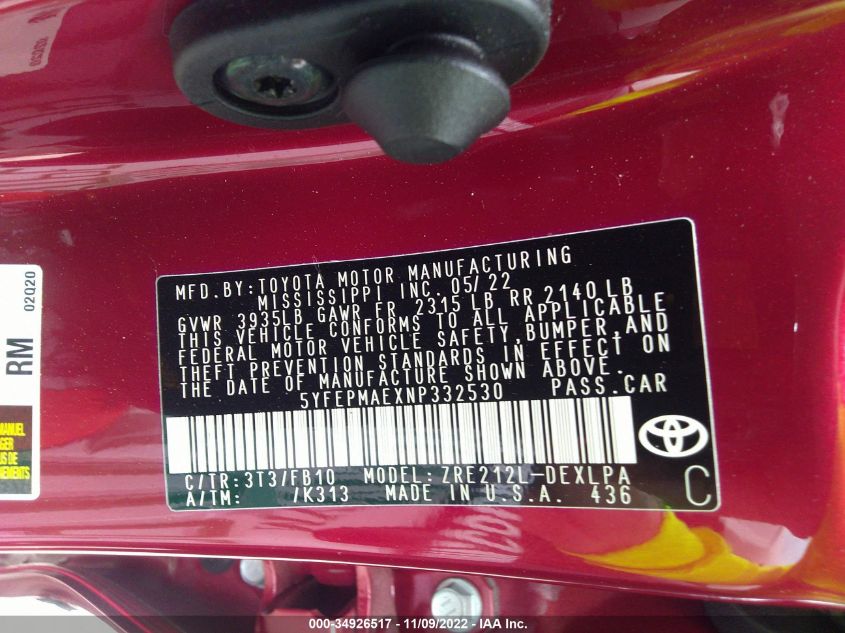 MFD.BY:TOYOTA MOTOR MANUFACTURING
MISSISSIPPI INC. 05/22
GVWR 3935LB GAWR FR 2315 LB RR 2140LB
THIS VEHICLE CONFORMS TO ALL APPLICABLE
FEDERAL MOTOR VEHICLE SAFETY,BUMPER,AND
THEFT PREVENTION STANDARDS IN EFFECT ON
THE DATE OF MANUFACTURE SHOWN ABOVE.
5YFEPMAEXNP332530 PASS.CAR
C/TR:3T3/FB10 MODEL:ZRE212L-DEXLPA
A/TM: /K313 MADE IN U.S.A. 436
C
02Q20
RM
MANUEL
000-34926517 - 11/09/2022 - IAA Inc.